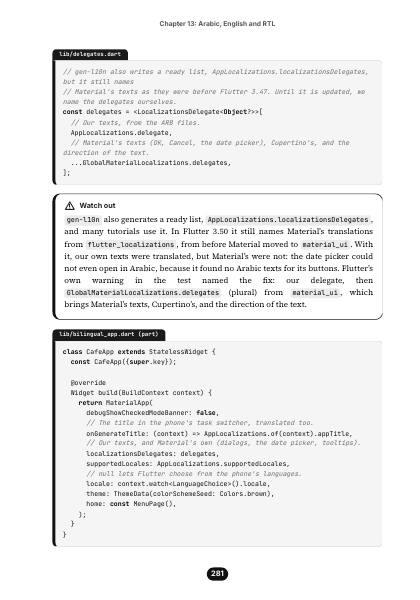 Chapter 13: Arabic, English and RTL
lib/delegates.dart
// gen-l10n also writes a ready list, AppLocalizations.localizationsDelegates,
but it still names
// Material's texts as they were before Flutter 3.47. Until it is updated, we
name the delegates ourselves.
const delegates = <LocalizationsDelegate<Object?>>[
// Our texts, from the ARB files.
AppLocalizations.delegate,
// Material's texts (OK, Cancel, the date picker), Cupertino's, and the
direction of the text.
...GlobalMaterialLocalizations.delegates,
];
Watch out
gen-l10n also generates a ready list, AppLocalizations.localizationsDelegates,
and many tutorials use it. In Flutter 3.50 it still names Material's translations
from flutter_localizations, from before Material moved to material_ui. With
it, our own texts were translated, but Material's were not: the date picker could
not even open in Arabic, because it found no Arabic texts for its buttons. Flutter's
own warning in the test named the fix: our delegate, then
GlobalMaterialLocalizations.delegates (plural) from material_ui, which
brings Material's texts, Cupertino's, and the direction of the text.
lib/bilingual_app.dart (part)
class CafeApp extends StatelessWidget {
const CafeApp({super.key});
@override
Widget build(BuildContext context) {
return MaterialApp(
debugShowCheckedModeBanner: false,
// The title in the phone's task switcher, translated too.
onGenerateTitle: (context) => AppLocalizations.of(context).appTitle,
// Our texts, and Material's own (dialogs, the date picker, tooltips).
localizationsDelegates: delegates,
supportedLocales: AppLocalizations.supportedLocales,
// null lets Flutter choose from the phone's languages.
locale: context.watch<LanguageChoice>().locale,
theme: ThemeData(colorSchemeSeed: Colors.brown),
home: const MenuPage(),
);
}
}
281